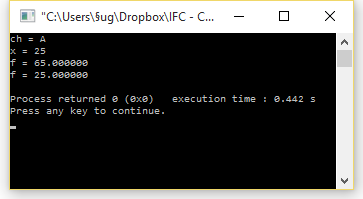 "C:\Users\§ug\Dropbox\IFC - C...
ch = A
x = 25
f = 65.000000
f = 25.000000
Process returned 0 (0x0)   execution time : 0.442 s
Press any key to continue.